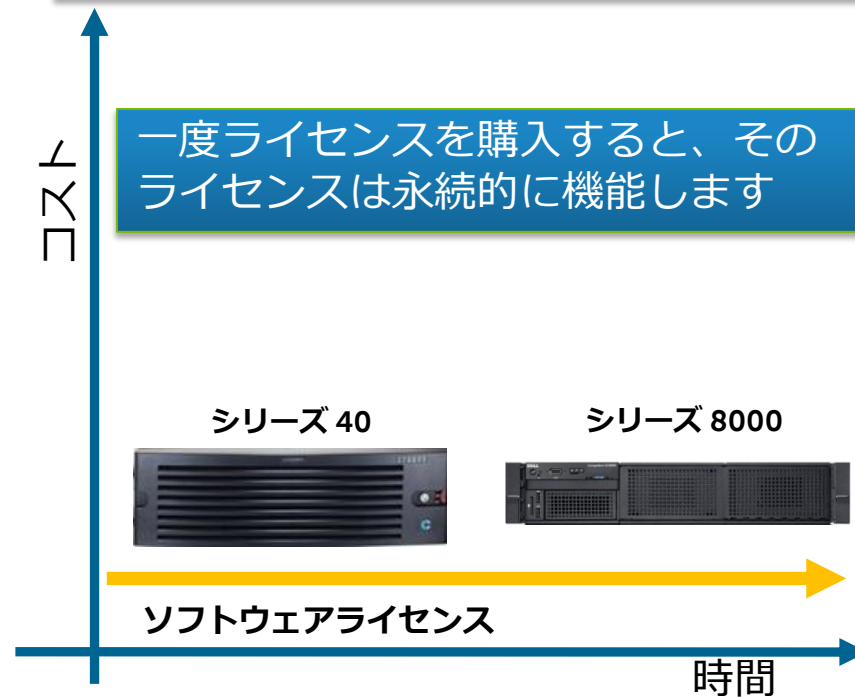 コスト
一度ライセンスを購入すると、その
ライセンスは永続的に機能します
シリーズ 40
シリーズ 8000
DELL
ソフトウェアライセンス
時間